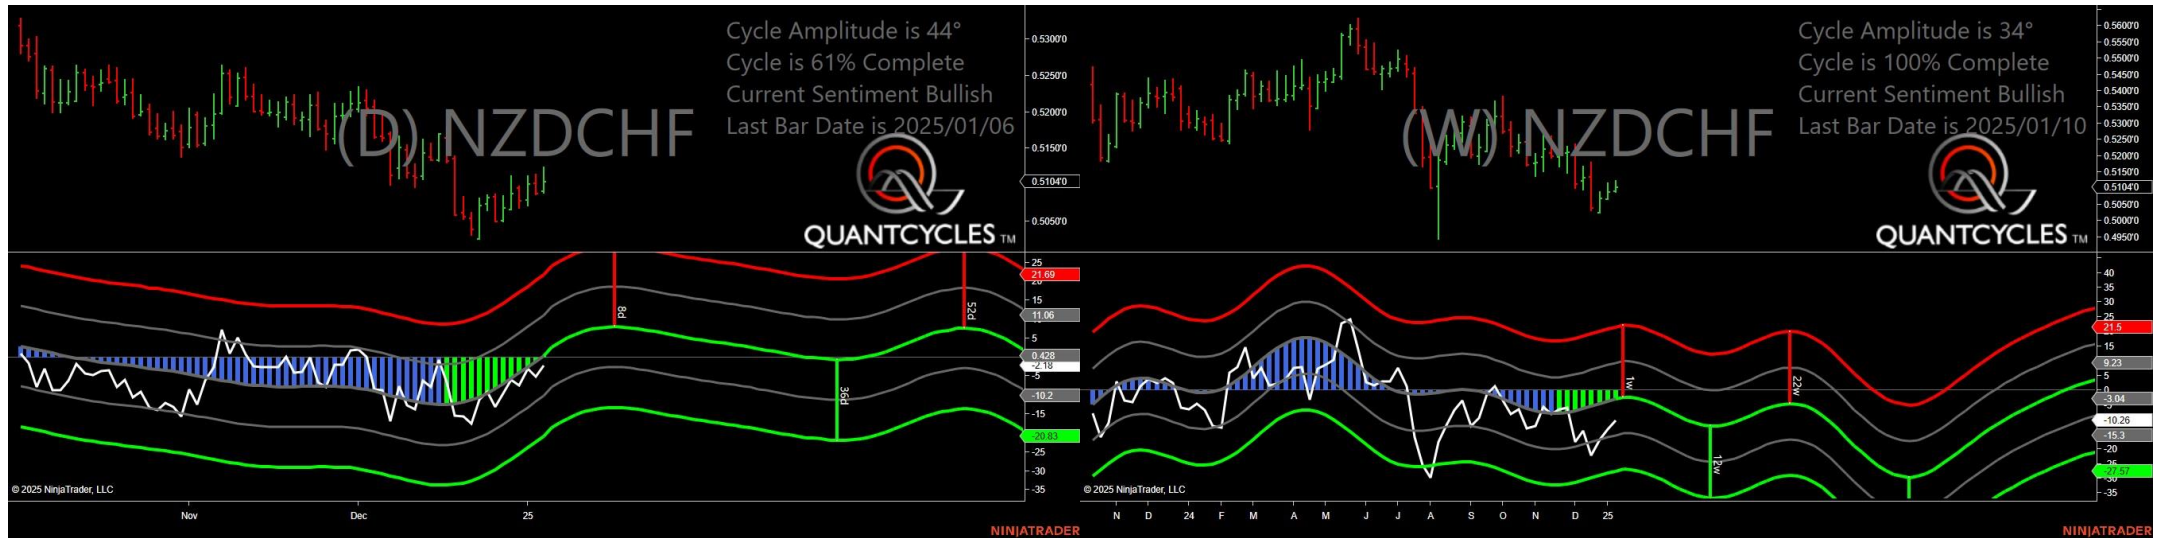 Cycle Amplitude is 44°
Cycle is 61% Complete
Current Sentiment Bullish
Last Bar Date is 2025/01/06
(D) NZDCHF
QUANTCYCLES TM
0.5300'0
0.5250'0
0.5200'0
0.5150'0
0.5104'0
0.5050'0
25
21.69
20
15
11.06
5
0.428
-2.18
-5
-10.2
-15
-20.83
-25
-30
-35
8d
36d
52d
© 2025 NinjaTrader, LLC
Nov
Dec
25
NINJATRADER
Cycle Amplitude is 34°
Cycle is 100% Complete
Current Sentiment Bullish
Last Bar Date is 2025/01/10
(W) NZDCHF
QUANTCYCLES TM
0.5600'0
0.5550'0
0.5500'0
0.5450'0
0.5400'0
0.5350'0
0.5300'0
0.5250'0
0.5200'0
0.5150'0
0.5104'0
0.5050'0
0.5000'0
0.4950'0
40
35
30
25
21.5
15
9.23
5
0
-3.04
-10.26
-15.3
-20
-27.57
-30
-35
1w
12w
22w
© 2025 NinjaTrader, LLC
N
D
24
F
M
A
M
J
J
A
S
O
N
D
25
NINJATRADER